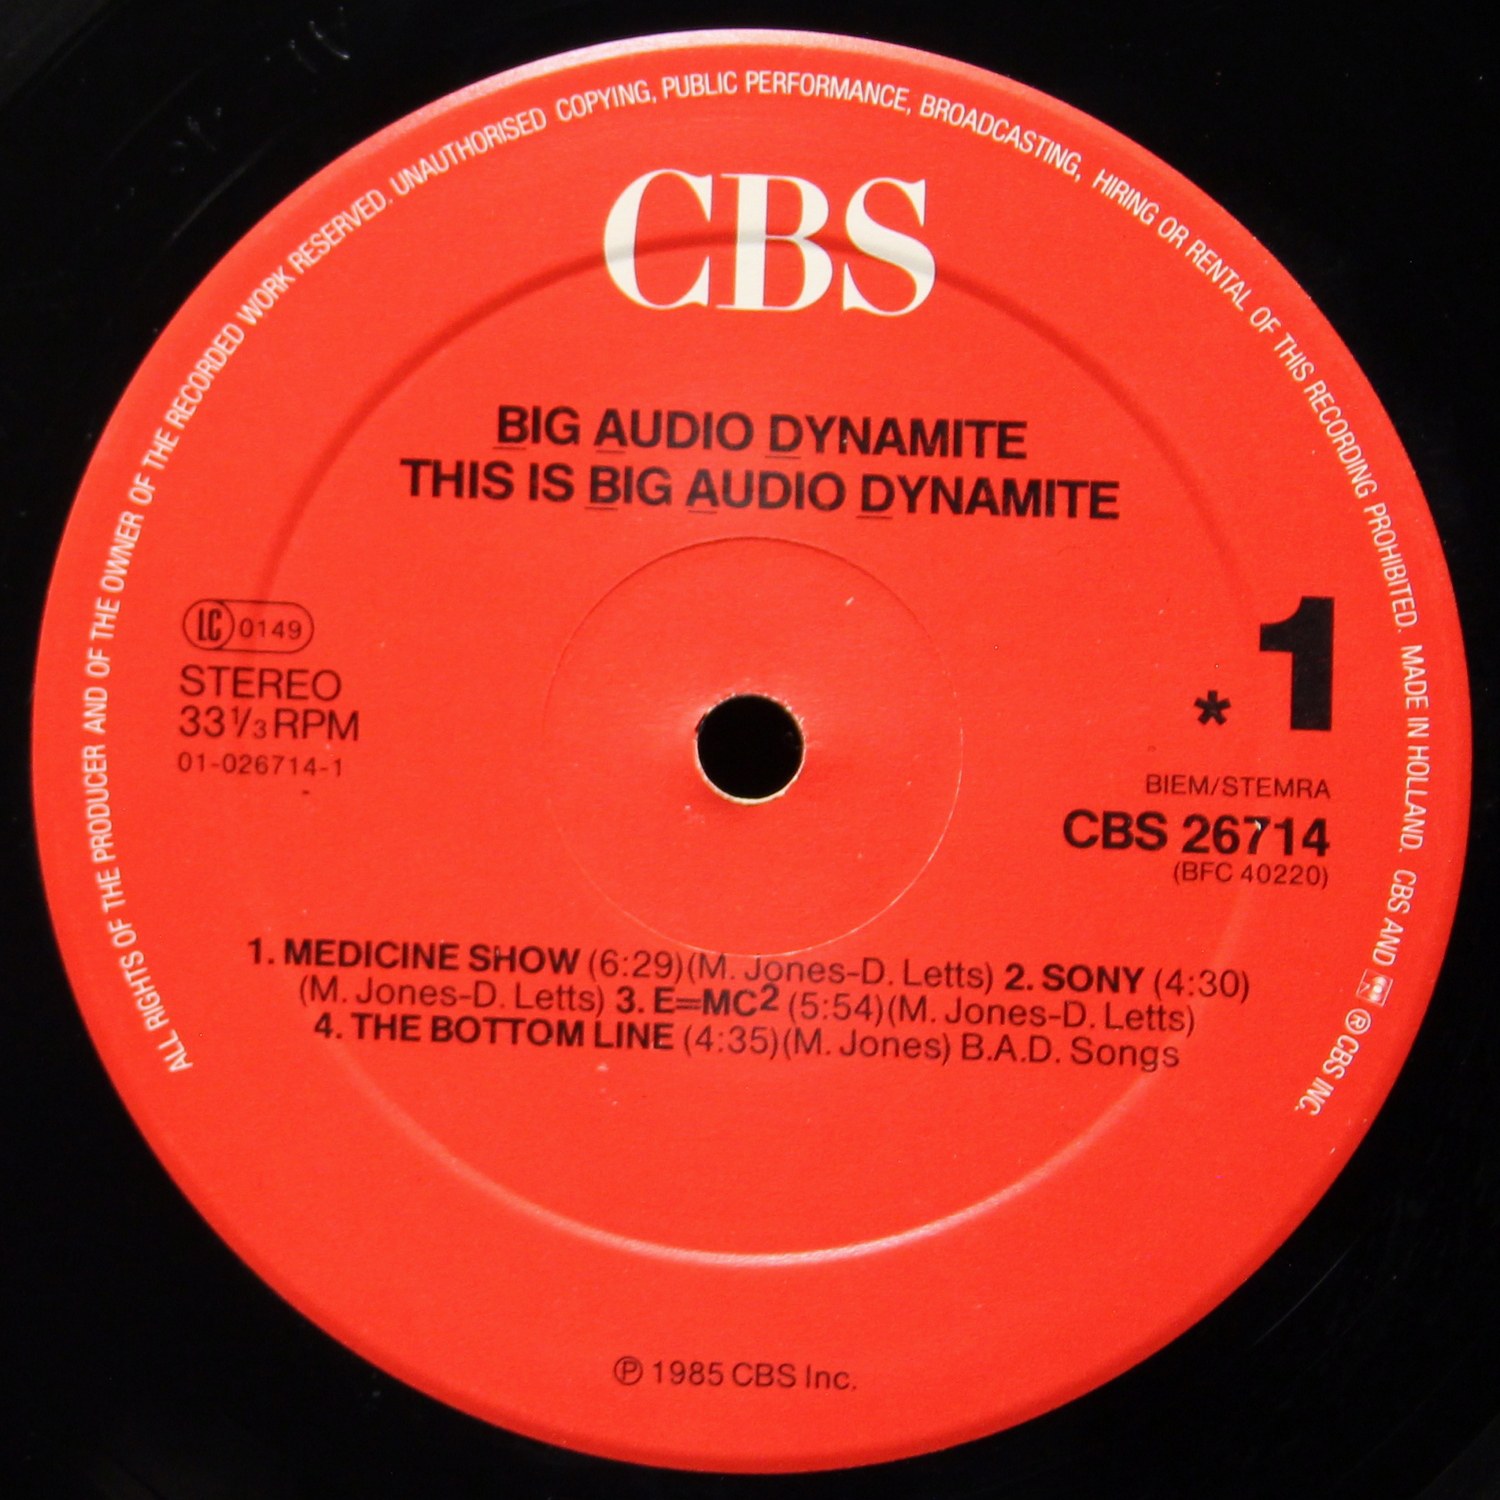 ALL RIGHTS OF THE PRODUCER AND OF THE OWNER OF THE RECORDED WORK RESERVED. UNAUTHORISED COPYING, PUBLIC PERFORMANCE, BROADCASTING, HIRING OR RENTAL OF THIS RECORDING PROHIBITED. MADE IN HOLLAND. CBS AND ® CBS INC.
CBS
BIG AUDIO DYNAMITE
THIS IS BIG AUDIO DYNAMITE
LC 0149
STEREO
33 1/3 RPM
01-026714-1
* 1
BIEM/STEMRA
CBS 26714
(BFC 40220)
1. MEDICINE SHOW (6:29)(M. Jones-D. Letts) 2. SONY (4:30)
(M. Jones-D. Letts) 3. E=MC2 (5:54)(M. Jones-D. Letts)
4. THE BOTTOM LINE (4:35)(M. Jones) B.A.D. Songs
℗ 1985 CBS Inc.